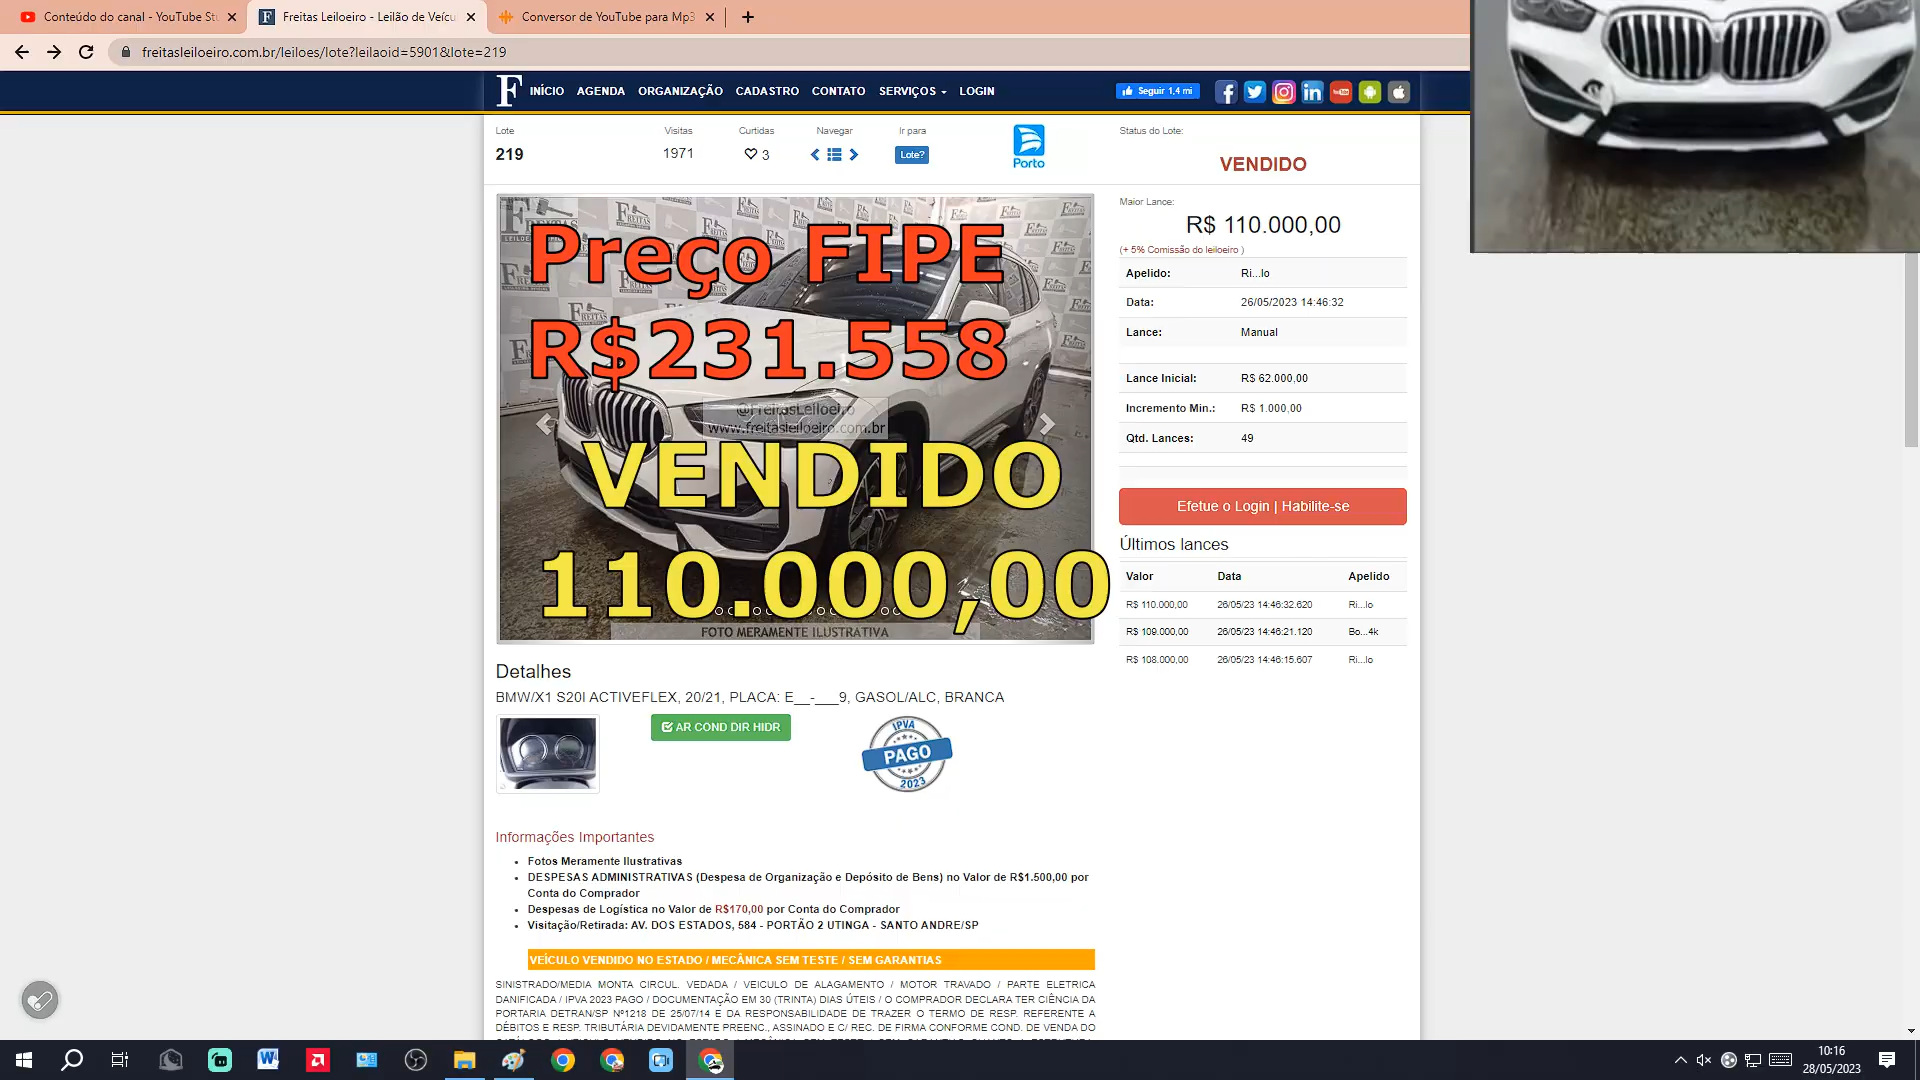 Conteúdo do canal - YouTube Stu
Freitas Leiloeiro - Leilão de Veícu
Conversor de YouTube para Mp3
freitasleiloeiro.com.br/leiloes/lote?leilaoid=5901&lote=219
F INÍCIO AGENDA ORGANIZAÇÃO CADASTRO CONTATO SERVIÇOS LOGIN
Seguir 1,4 mi
Lote Visitas Curtidas Navegar Ir para
219 1971 3 Lote?
Porto
Status do Lote:
VENDIDO
Preço FIPE
R$231.558
@FreitasLeiloeiro
www.freitasleiloeiro.com.br
VENDIDO
110.000,00
FOTO MERAMENTE ILUSTRATIVA
Maior Lance:
R$ 110.000,00
(+ 5% Comissão do leiloeiro )
Apelido: Ri...lo
Data: 26/05/2023 14:46:32
Lance: Manual
Lance Inicial: R$ 62.000,00
Incremento Min.: R$ 1.000,00
Qtd. Lances: 49
Efetue o Login | Habilite-se
Últimos lances
Valor Data Apelido
R$ 110.000,00 26/05/23 14:46:32.620 Ri...lo
R$ 109.000,00 26/05/23 14:46:21.120 Bo...4k
R$ 108.000,00 26/05/23 14:46:15.607 Ri...lo
Detalhes
BMW/X1 S20I ACTIVEFLEX, 20/21, PLACA: E__-___9, GASOL/ALC, BRANCA
AR COND DIR HIDR
IPVA
PAGO
2023
Informações Importantes
Fotos Meramente Ilustrativas
DESPESAS ADMINISTRATIVAS (Despesa de Organização e Depósito de Bens) no Valor de R$1.500,00 por
Conta do Comprador
Despesas de Logística no Valor de R$170,00 por Conta do Comprador
Visitação/Retirada: AV. DOS ESTADOS, 584 - PORTÃO 2 UTINGA - SANTO ANDRE/SP
VEÍCULO VENDIDO NO ESTADO / MECÂNICA SEM TESTE / SEM GARANTIAS
SINISTRADO/MEDIA MONTA CIRCUL. VEDADA / VEICULO DE ALAGAMENTO / MOTOR TRAVADO / PARTE ELETRICA
DANIFICADA / IPVA 2023 PAGO / DOCUMENTAÇÃO EM 30 (TRINTA) DIAS ÚTEIS / O COMPRADOR DECLARA TER CIÊNCIA DA
PORTARIA DETRAN/SP Nº1218 DE 25/07/14 E DA RESPONSABILIDADE DE TRAZER O TERMO DE RESP. REFERENTE A
DÉBITOS E RESP. TRIBUTÁRIA DEVIDAMENTE PREENC., ASSINADO E C/ REC. DE FIRMA CONFORME COND. DE VENDA DO
10:16
28/05/2023